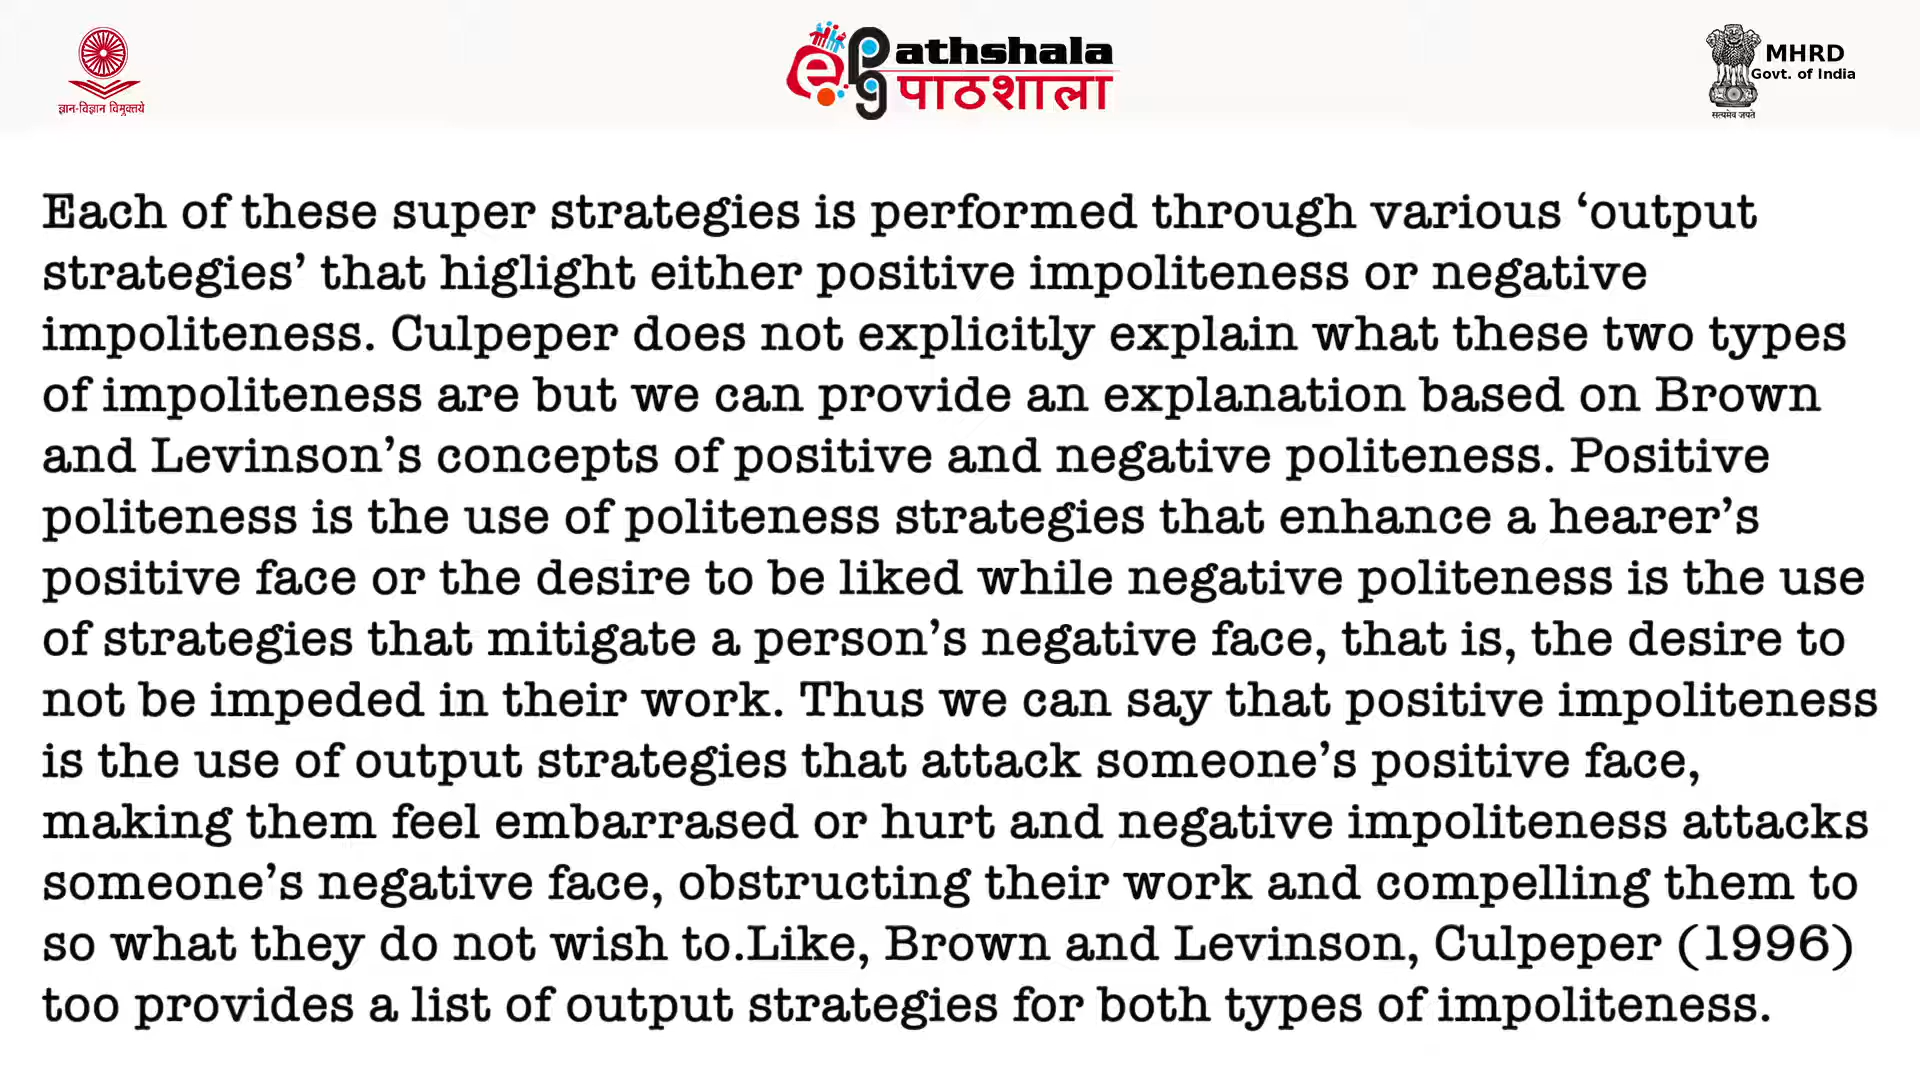 ज्ञान-विज्ञान विमुक्तये
e
pg
athshala
पाठशाला
MHRD
Govt. of India
सत्यमेव जयते
Each of these super strategies is performed through various ‘output
strategies’ that higlight either positive impoliteness or negative
impoliteness. Culpeper does not explicitly explain what these two types
of impoliteness are but we can provide an explanation based on Brown
and Levinson’s concepts of positive and negative politeness. Positive
politeness is the use of politeness strategies that enhance a hearer’s
positive face or the desire to be liked while negative politeness is the use
of strategies that mitigate a person’s negative face, that is, the desire to
not be impeded in their work. Thus we can say that positive impoliteness
is the use of output strategies that attack someone’s positive face,
making them feel embarrased or hurt and negative impoliteness attacks
someone’s negative face, obstructing their work and compelling them to
so what they do not wish to.Like, Brown and Levinson, Culpeper (1996)
too provides a list of output strategies for both types of impoliteness.